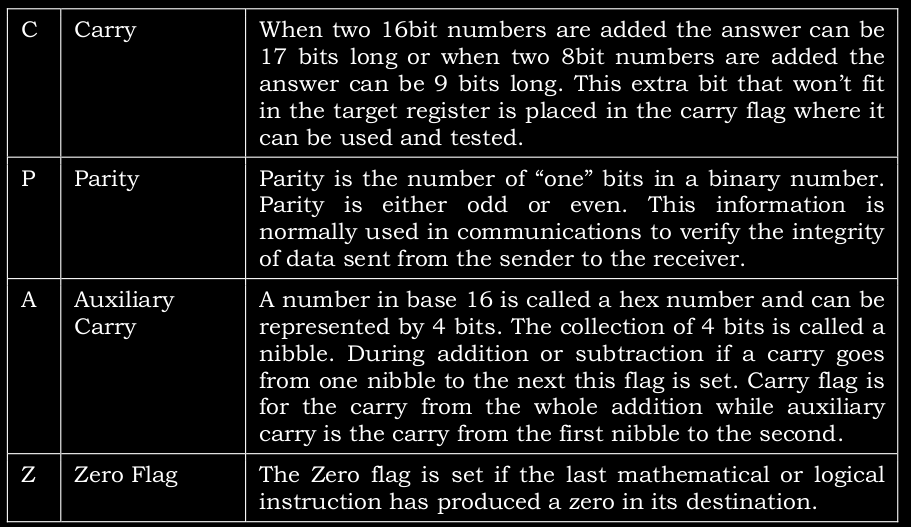 C Carry When two 16bit numbers are added the answer can be
17 bits long or when two 8bit numbers are added the
answer can be 9 bits long. This extra bit that won’t fit
in the target register is placed in the carry flag where it
can be used and tested.
P Parity Parity is the number of “one” bits in a binary number.
Parity is either odd or even. This information is
normally used in communications to verify the integrity
of data sent from the sender to the receiver.
A Auxiliary A number in base 16 is called a hex number and can be
Carry represented by 4 bits. The collection of 4 bits is called a
nibble. During addition or subtraction if a carry goes
from one nibble to the next this flag is set. Carry flag is
for the carry from the whole addition while auxiliary
carry is the carry from the first nibble to the second.
Z Zero Flag The Zero flag is set if the last mathematical or logical
instruction has produced a zero in its destination.